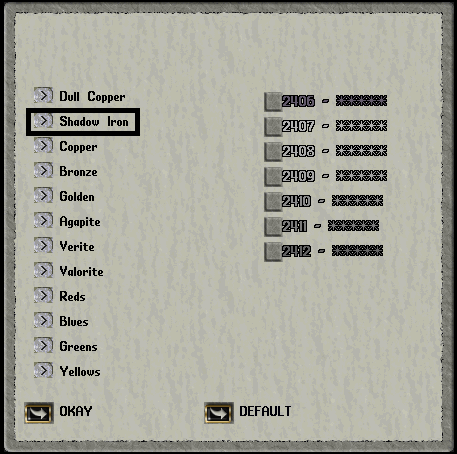 Dull Copper
Shadow Iron
Copper
Bronze
Golden
Agapite
Verite
Valorite
Reds
Blues
Greens
Yellows
2406 -
2407 -
2408 -
2409 -
2410 -
2411 -
2412 -
OKAY
DEFAULT